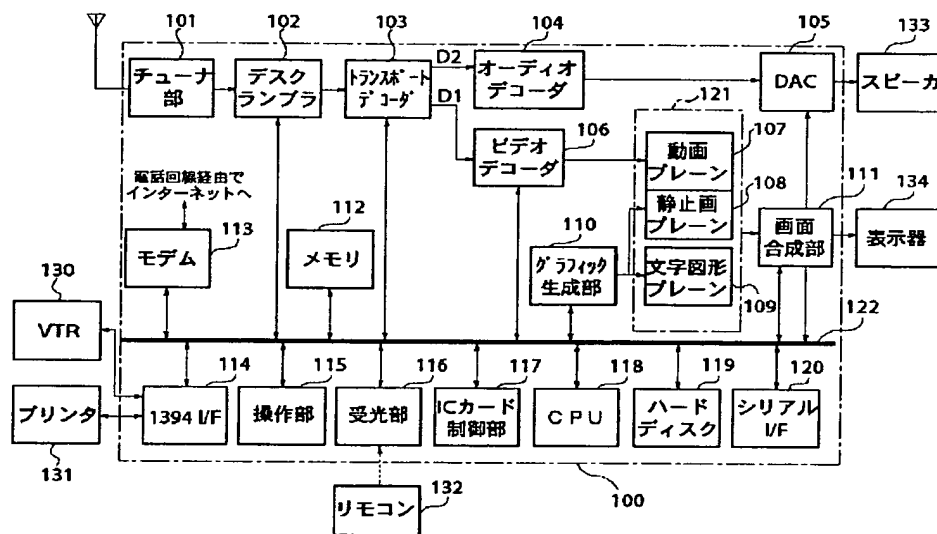 101
102
103
104
105
133
チューナ
部
デスク
ランブラ
トランスポート
デコーダ
D2
D1
オーディオ
デコーダ
DAC
スピーカ
121
106
107
ビデオ
デコーダ
動画
プレーン
108
静止画
プレーン
111
134
電話回線経由で
インターネットへ
112
110
画面
合成部
表示器
モデム
113
メモリ
グラフィック
生成部
文字図形
プレーン
109
130
VTR
122
114
115
116
117
118
119
120
1394 I/F
操作部
受光部
ICカード
制御部
CPU
ハード
ディスク
シリアル
I/F
プリンタ
131
132
100
リモコン